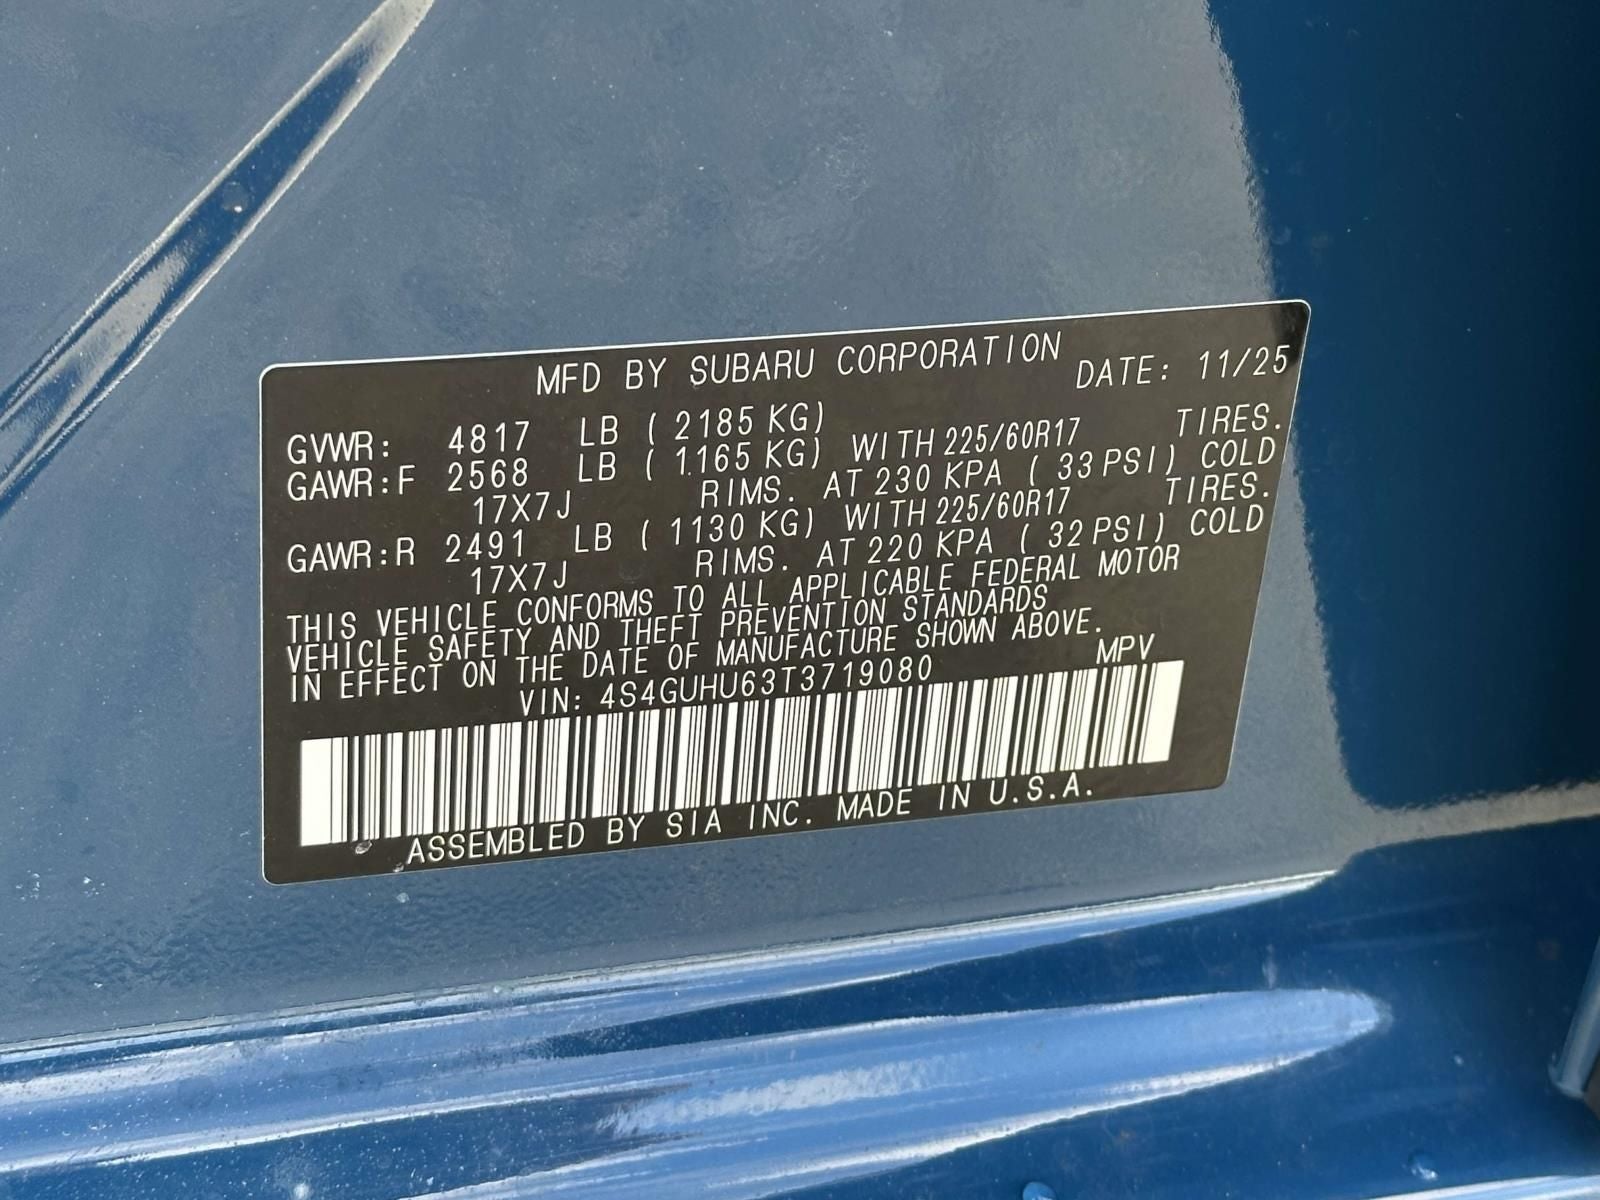 MFD BY SUBARU CORPORATION DATE: 11/25
GVWR: 4817 LB ( 2185 KG)
GAWR:F 2568 LB ( 1165 KG) WITH 225/60R17 TIRES.
17X7J RIMS. AT 230 KPA ( 33 PSI) COLD
GAWR:R 2491 LB ( 1130 KG) WITH 225/60R17 TIRES.
17X7J RIMS. AT 220 KPA ( 32 PSI) COLD
THIS VEHICLE CONFORMS TO ALL APPLICABLE FEDERAL MOTOR
VEHICLE SAFETY AND THEFT PREVENTION STANDARDS
IN EFFECT ON THE DATE OF MANUFACTURE SHOWN ABOVE.
VIN: 4S4GUHU63T3719080 MPV
ASSEMBLED BY SIA INC. MADE IN U.S.A.